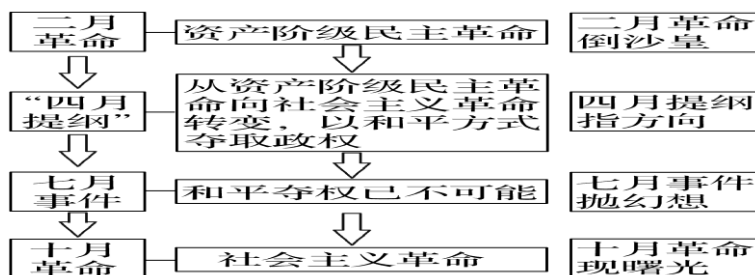 二月
革命
资产阶级民主革命
二月革命
倒沙皇
“四月
提纲”
从资产阶级民主革
命向社会主义革命
转变，以和平方式
夺取政权
四月提纲
指方向
七月
事件
和平夺权已不可能
七月事件
抛幻想
十月
革命
社会主义革命
十月革命
现曙光